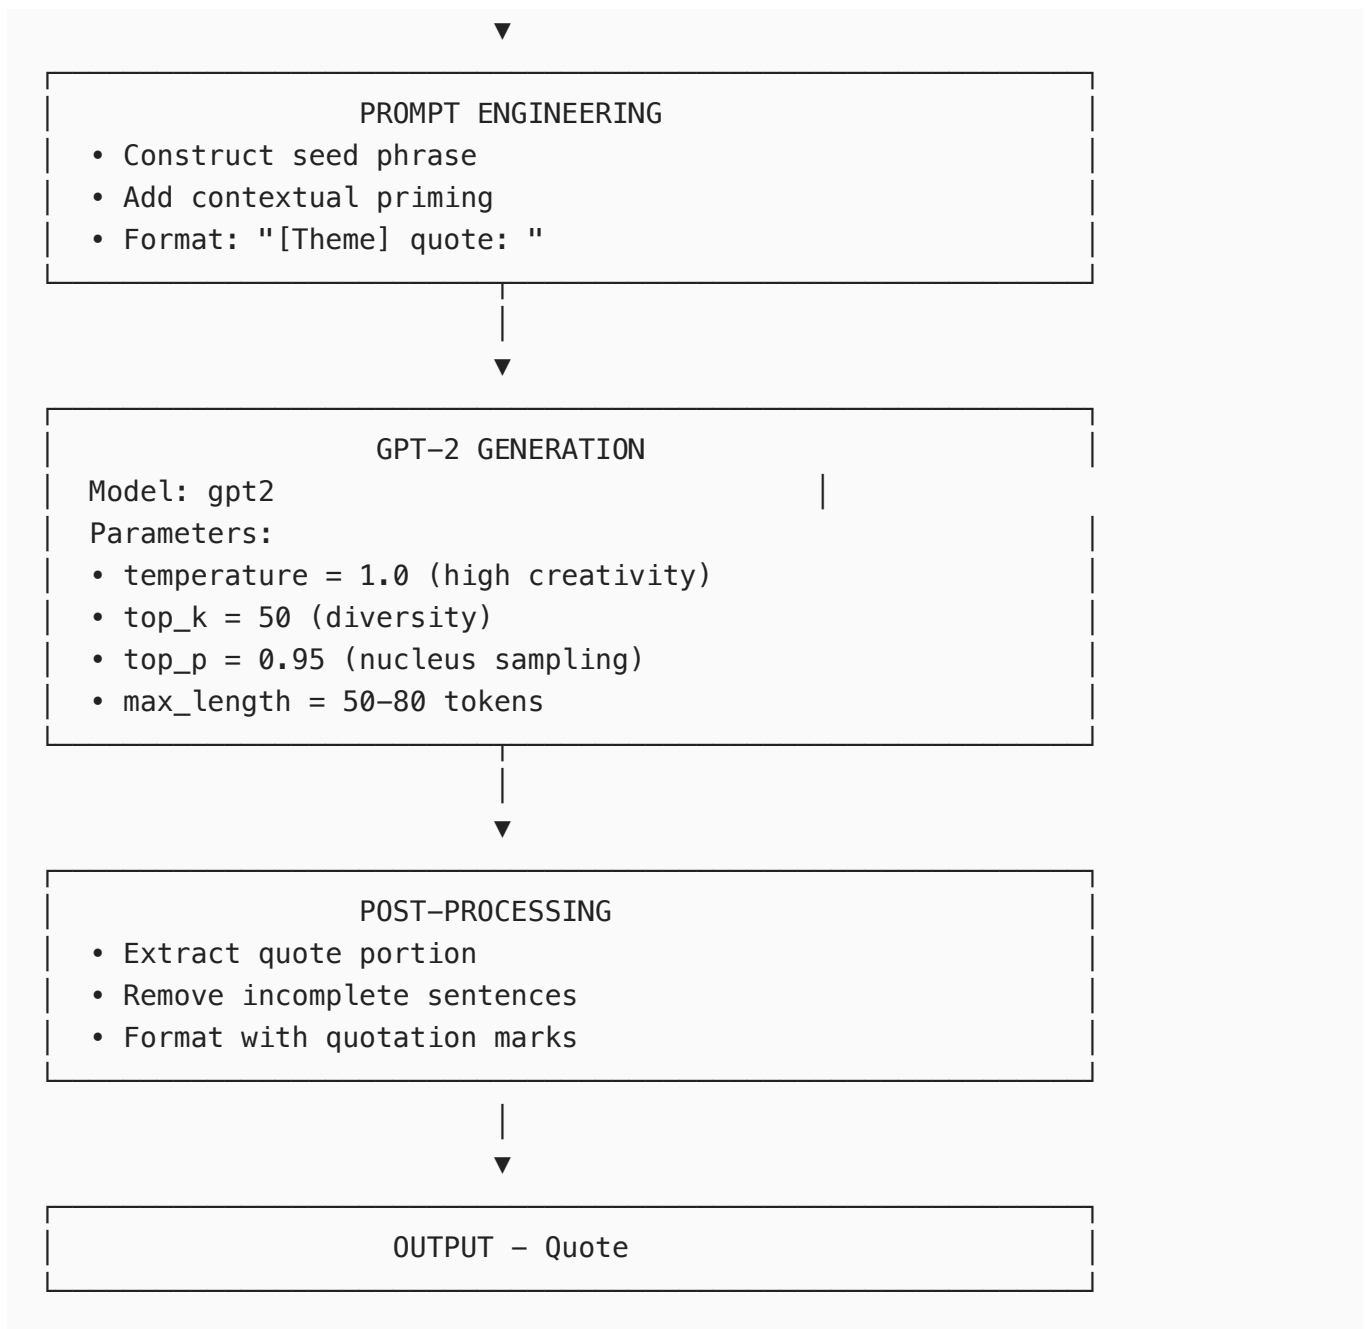 PROMPT ENGINEERING
• Construct seed phrase
• Add contextual priming
• Format: "[Theme] quote: "
GPT-2 GENERATION
Model: gpt2
Parameters:
• temperature = 1.0 (high creativity)
• top_k = 50 (diversity)
• top_p = 0.95 (nucleus sampling)
• max_length = 50-80 tokens
POST-PROCESSING
• Extract quote portion
• Remove incomplete sentences
• Format with quotation marks
OUTPUT - Quote